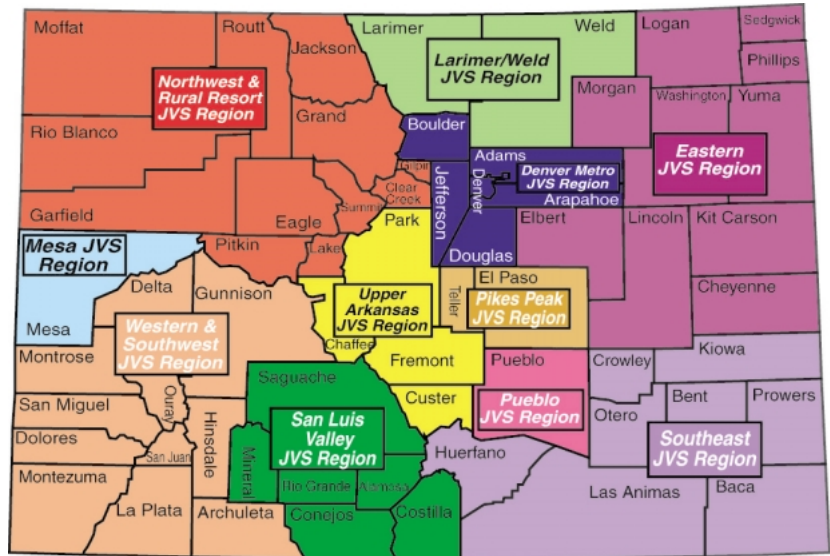 Moffat
Routt
Jackson
Larimer
Weld
Logan
Sedgwick
Phillips
Northwest &
Rural Resort
JVS Region
Larimer/Weld
JVS Region
Morgan
Washington
Yuma
Rio Blanco
Grand
Boulder
Eastern
JVS Region
Gilpin
Clear
Creek
Jefferson
Adams
Denver
Denver Metro
JVS Region
Arapahoe
Garfield
Eagle
Summit
Park
Douglas
Elbert
Lincoln
Kit Carson
Mesa JVS
Region
Pitkin
Lake
Cheyenne
Delta
Gunnison
Upper
Arkansas
JVS Region
Teller
El Paso
Pikes Peak
JVS Region
Mesa
Western &
Southwest
JVS Region
Chaffee
Fremont
Pueblo
Crowley
Kiowa
Montrose
Ouray
Saguache
Custer
Pueblo
JVS Region
Otero
Bent
Prowers
San Miguel
Hinsdale
San Luis
Valley
JVS Region
Southeast
JVS Region
Dolores
San Juan
Mineral
Huerfano
Montezuma
Rio Grande
Alamosa
Las Animas
Baca
La Plata
Archuleta
Conejos
Costilla